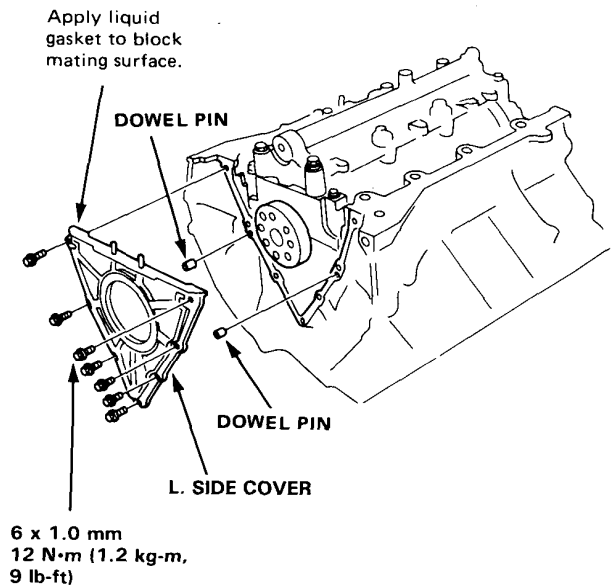 Apply liquid
gasket to block
mating surface.
DOWEL PIN
DOWEL PIN
L. SIDE COVER
6 x 1.0 mm
12 N•m (1.2 kg-m,
9 lb-ft)